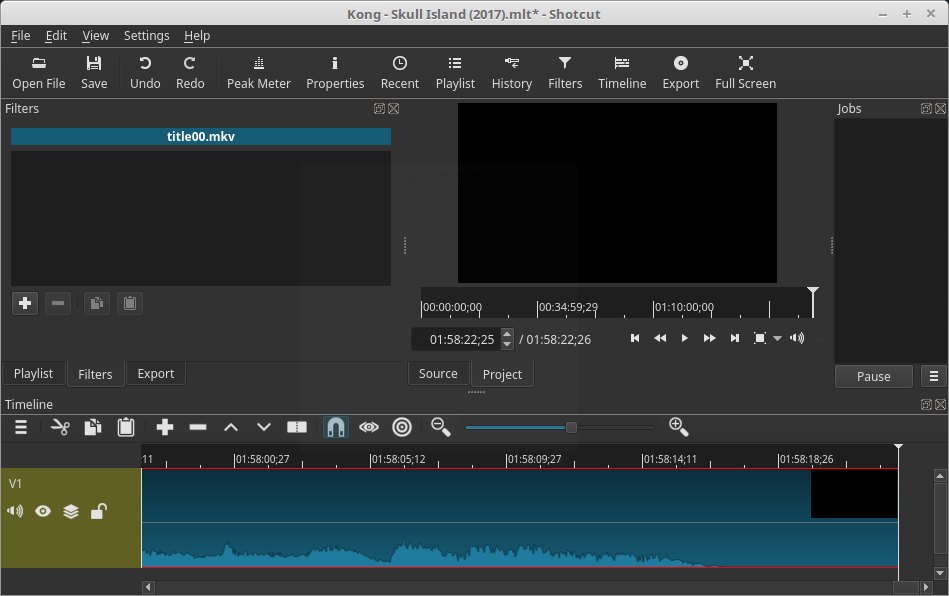 Kong - Skull Island (2017).mlt* - Shotcut
File Edit View Settings Help
Open File Save Undo Redo Peak Meter Properties Recent Playlist History Filters Timeline Export Full Screen
Filters
Jobs
title00.mkv
00:00:00;00 00:34:59;29 01:10:00;00
01:58:22;25 / 01:58:22;26
Playlist Filters Export
Source Project
Pause
Timeline
11 01:58:00;27 01:58:05;12 01:58:09;27 01:58:14;11 01:58:18;26
V1